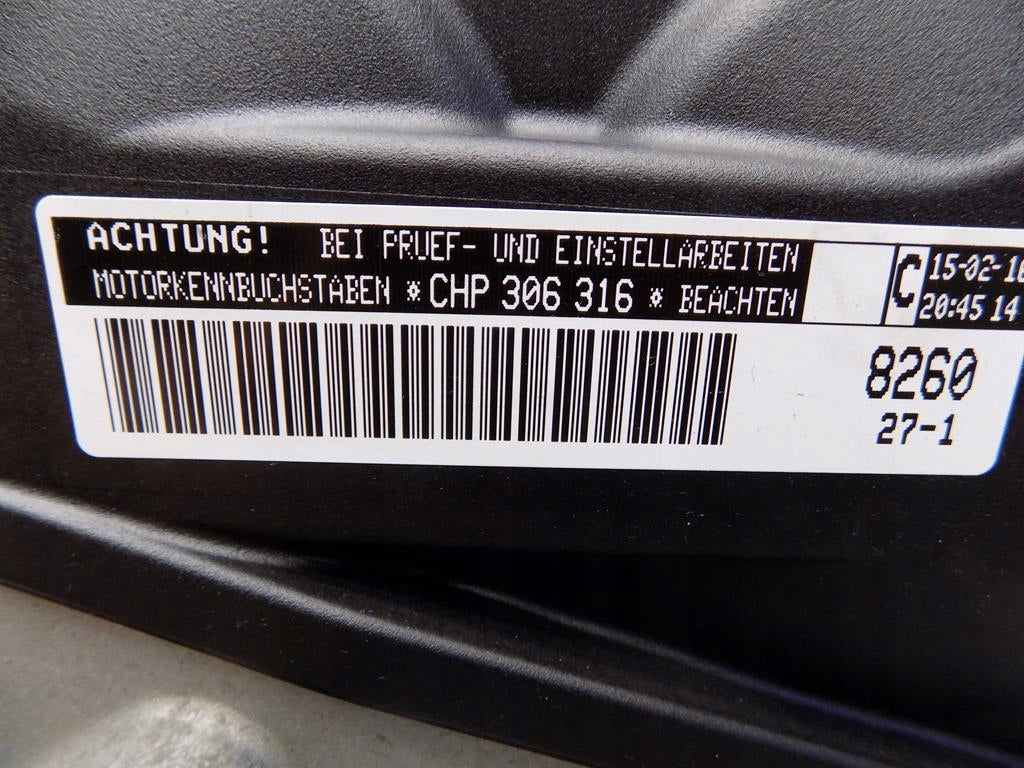 ACHTUNG! BEI PRUEF- UND EINSTELLARBEITEN
MOTORKENNBUCHSTABEN *CHP 306 316 * BEACHTEN
C
15-02-16
20:45 14
8260
27-1